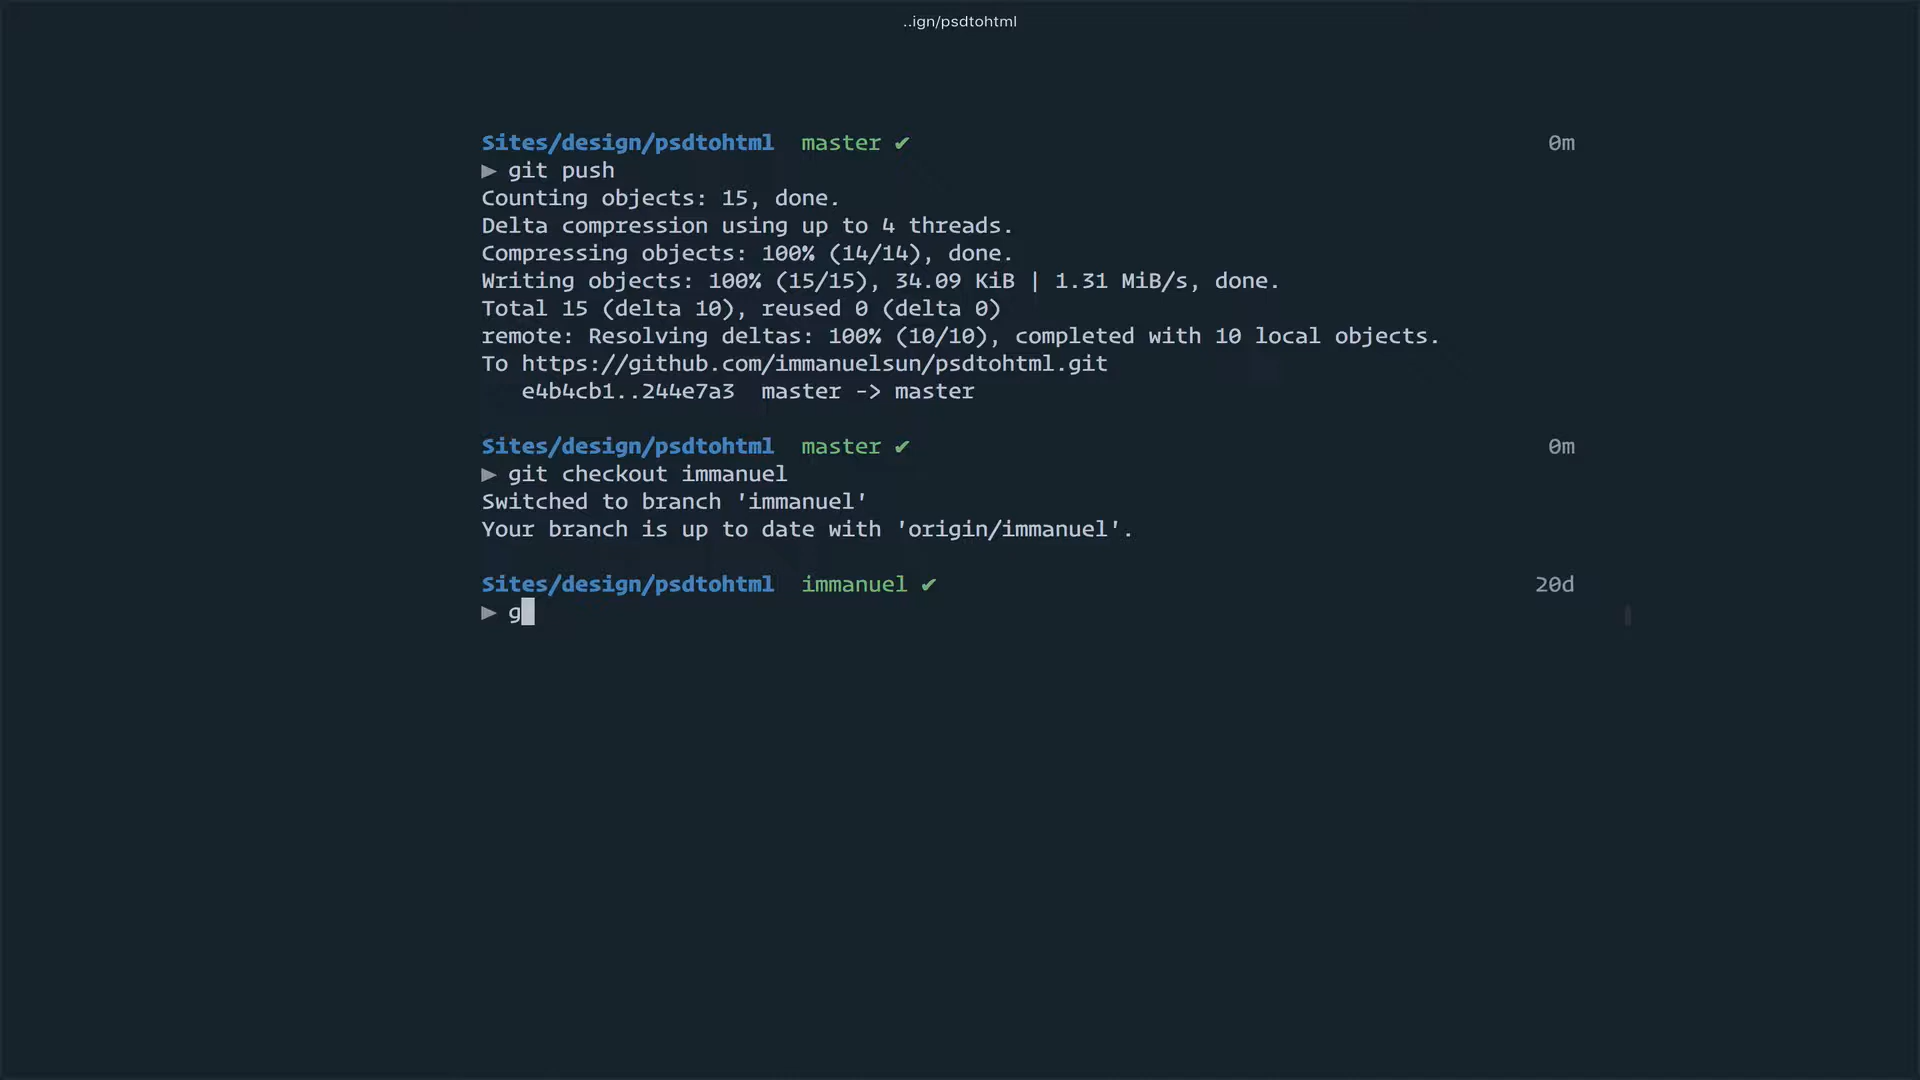 ..ign/psdtohtml
Sites/design/psdtohtml master ✔ 0m
▶ git push
Counting objects: 15, done.
Delta compression using up to 4 threads.
Compressing objects: 100% (14/14), done.
Writing objects: 100% (15/15), 34.09 KiB | 1.31 MiB/s, done.
Total 15 (delta 10), reused 0 (delta 0)
remote: Resolving deltas: 100% (10/10), completed with 10 local objects.
To https://github.com/immanuelsun/psdtohtml.git
e4b4cb1..244e7a3 master -> master
Sites/design/psdtohtml master ✔ 0m
▶ git checkout immanuel
Switched to branch 'immanuel'
Your branch is up to date with 'origin/immanuel'.
Sites/design/psdtohtml immanuel ✔ 20d
▶ g